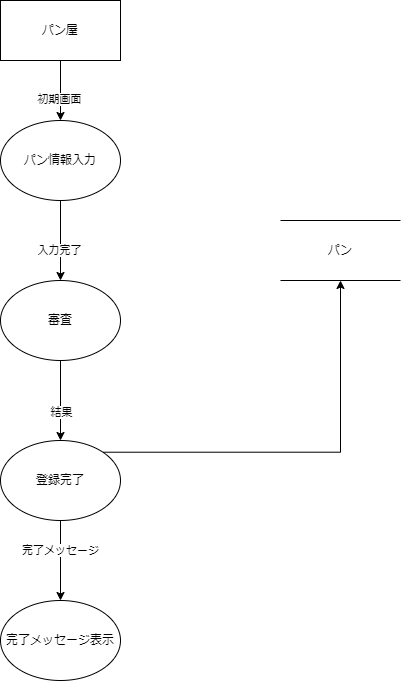 パン屋
初期画面
パン情報入力
入力完了
パン
審査
結果
登録完了
完了メッセージ
完了メッセージ表示